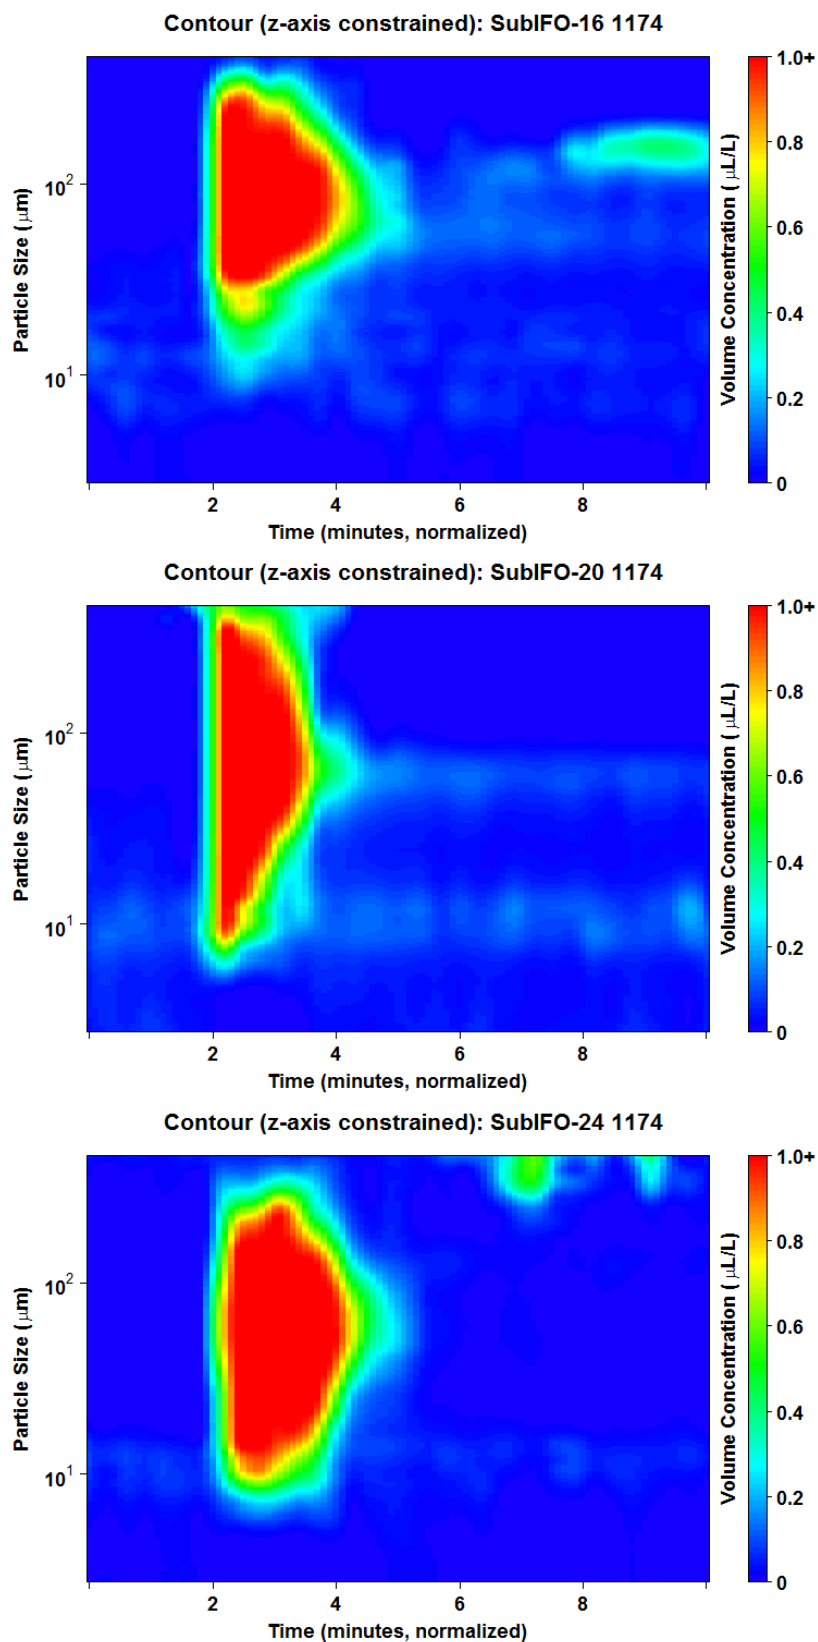 Contour (z-axis constrained): SubIFO-16 1174
Particle Size (μm)
10²
10¹
2 4 6 8
Time (minutes, normalized)
Volume Concentration ( μL/L)
1.0+
0.8
0.6
0.4
0.2
0
Contour (z-axis constrained): SubIFO-20 1174
Particle Size (μm)
10²
10¹
2 4 6 8
Time (minutes, normalized)
Volume Concentration ( μL/L)
1.0+
0.8
0.6
0.4
0.2
0
Contour (z-axis constrained): SubIFO-24 1174
Particle Size (μm)
10²
10¹
2 4 6 8
Time (minutes, normalized)
Volume Concentration ( μL/L)
1.0+
0.8
0.6
0.4
0.2
0